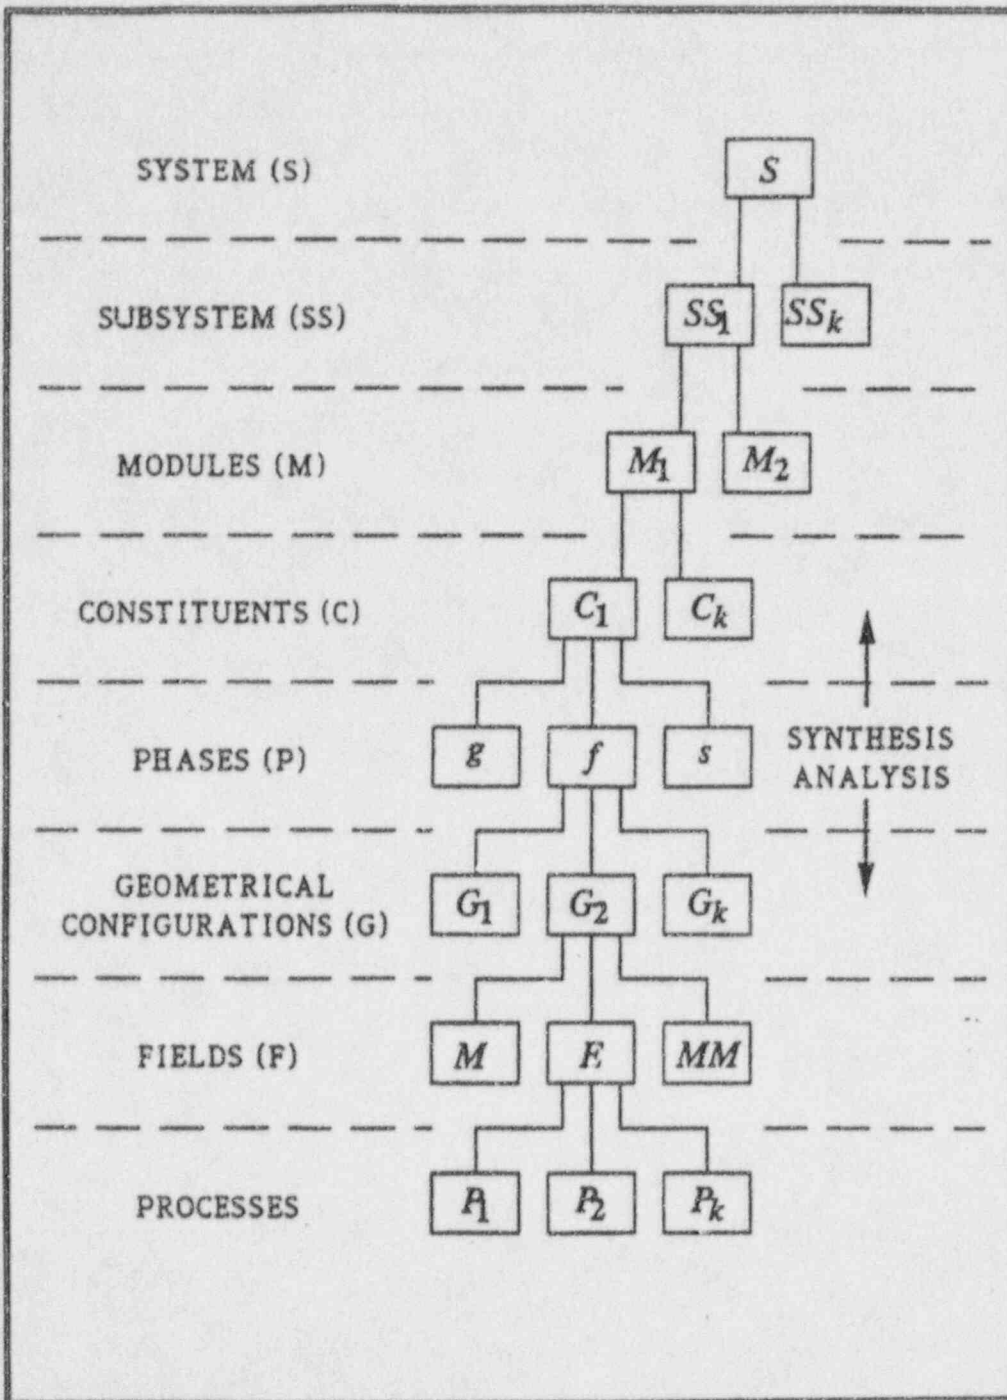 SYSTEM (S)
S
SUBSYSTEM (SS)
SS1
SSk
MODULES (M)
M1
M2
CONSTITUENTS (C)
C1
Ck
PHASES (P)
g
f
s
SYNTHESIS
ANALYSIS
GEOMETRICAL
CONFIGURATIONS (G)
G1
G2
Gk
FIELDS (F)
M
E
MM
PROCESSES
P1
P2
Pk